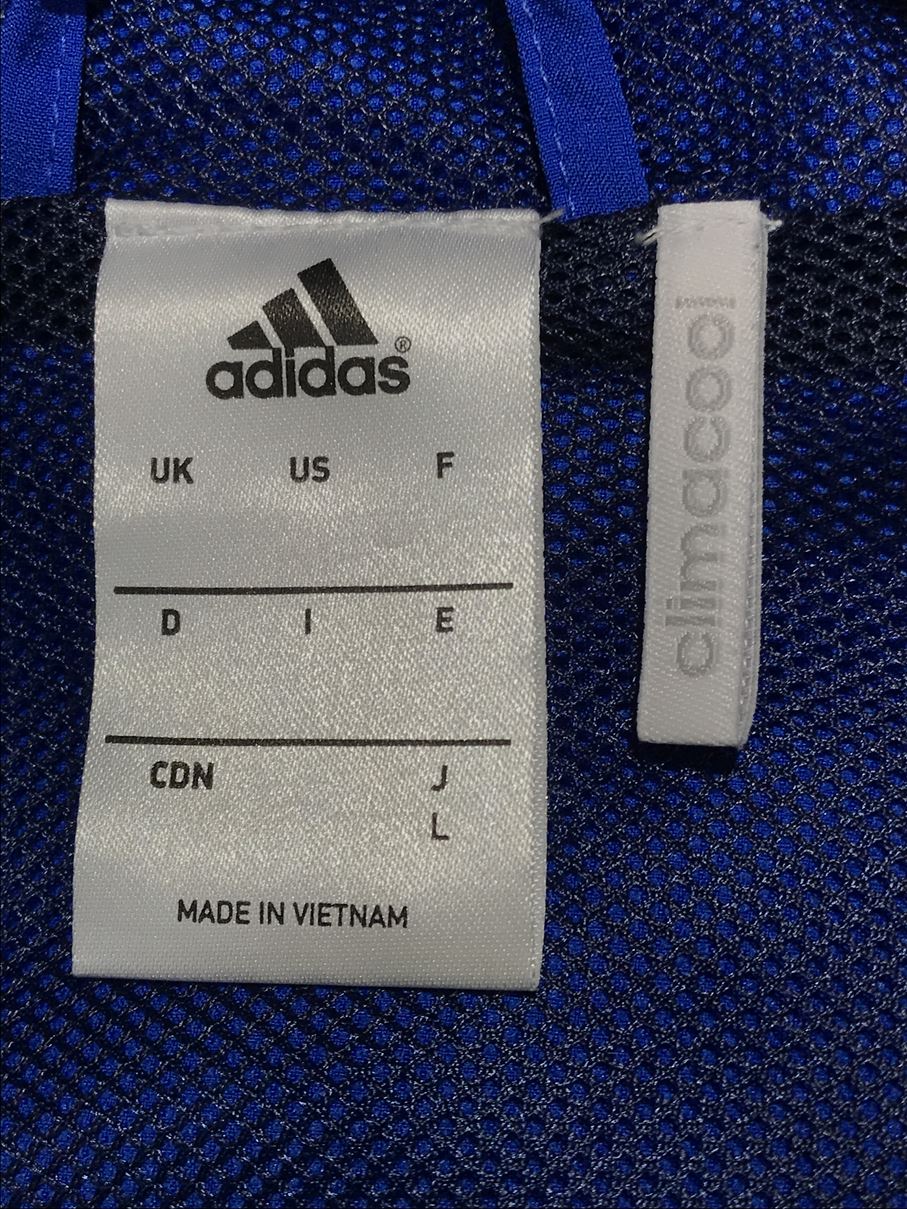 adidas®
UK US F
D I E
CDN J
L
MADE IN VIETNAM
climacool